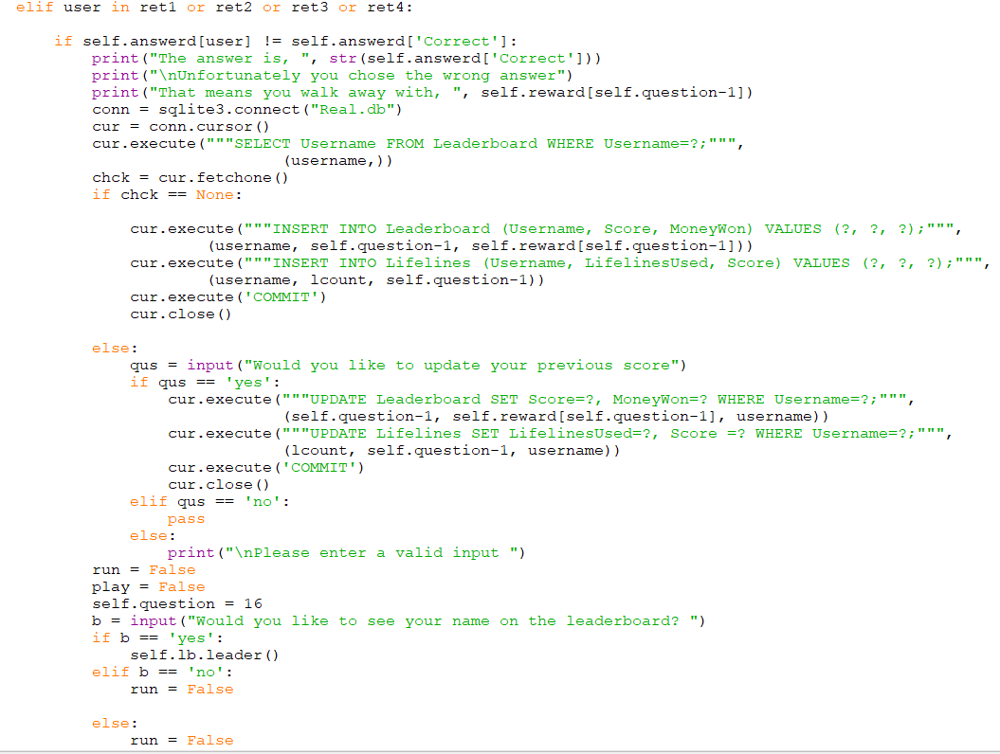 elif user in ret1 or ret2 or ret3 or ret4:
if self.answerd[user] != self.answerd['Correct']:
print("The answer is, ", str(self.answerd['Correct']))
print("\nUnfortunately you chose the wrong answer")
print("That means you walk away with, ", self.reward[self.question-1])
conn = sqlite3.connect("Real.db")
cur = conn.cursor()
cur.execute("""SELECT Username FROM Leaderboard WHERE Username=?;""",
(username,))
chck = cur.fetchone()
if chck == None:
cur.execute("""INSERT INTO Leaderboard (Username, Score, MoneyWon) VALUES (?, ?, ?);""",
(username, self.question-1, self.reward[self.question-1]))
cur.execute("""INSERT INTO Lifelines (Username, LifelinesUsed, Score) VALUES (?, ?, ?);""",
(username, lcount, self.question-1))
cur.execute('COMMIT')
cur.close()
else:
qus = input("Would you like to update your previous score")
if qus == 'yes':
cur.execute("""UPDATE Leaderboard SET Score=?, MoneyWon=? WHERE Username=?;""",
(self.question-1, self.reward[self.question-1], username))
cur.execute("""UPDATE Lifelines SET LifelinesUsed=?, Score =? WHERE Username=?;""",
(lcount, self.question-1, username))
cur.execute('COMMIT')
cur.close()
elif qus == 'no':
pass
else:
print("\nPlease enter a valid input ")
run = False
play = False
self.question = 16
b = input("Would you like to see your name on the leaderboard? ")
if b == 'yes':
self.lb.leader()
elif b == 'no':
run = False
else:
run = False